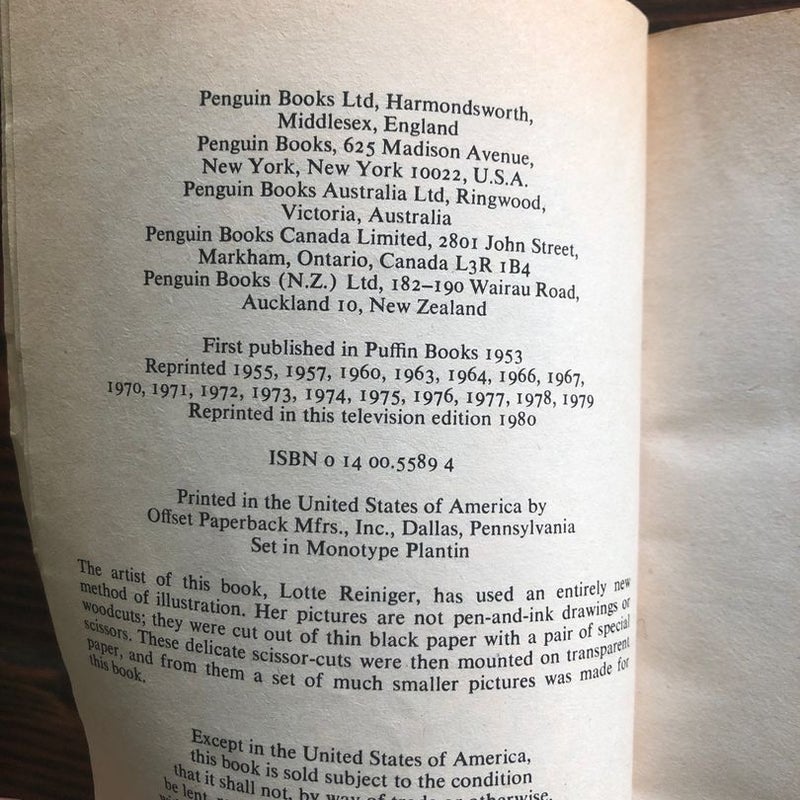 Penguin Books Ltd, Harmondsworth,
Middlesex, England
Penguin Books, 625 Madison Avenue,
New York, New York 10022, U.S.A.
Penguin Books Australia Ltd, Ringwood,
Victoria, Australia
Penguin Books Canada Limited, 2801 John Street,
Markham, Ontario, Canada L3R 1B4
Penguin Books (N.Z.) Ltd, 182–190 Wairau Road,
Auckland 10, New Zealand
First published in Puffin Books 1953
Reprinted 1955, 1957, 1960, 1963, 1964, 1966, 1967,
1970, 1971, 1972, 1973, 1974, 1975, 1976, 1977, 1978, 1979
Reprinted in this television edition 1980
ISBN 0 14 00.5589 4
Printed in the United States of America by
Offset Paperback Mfrs., Inc., Dallas, Pennsylvania
Set in Monotype Plantin
The artist of this book, Lotte Reiniger, has used an entirely new
method of illustration. Her pictures are not pen-and-ink drawings or
woodcuts; they were cut out of thin black paper with a pair of special
scissors. These delicate scissor-cuts were then mounted on transparent
paper, and from them a set of much smaller pictures was made for
this book.
Except in the United States of America,
this book is sold subject to the condition
that it shall not, by way of trade or otherwise,
be lent,